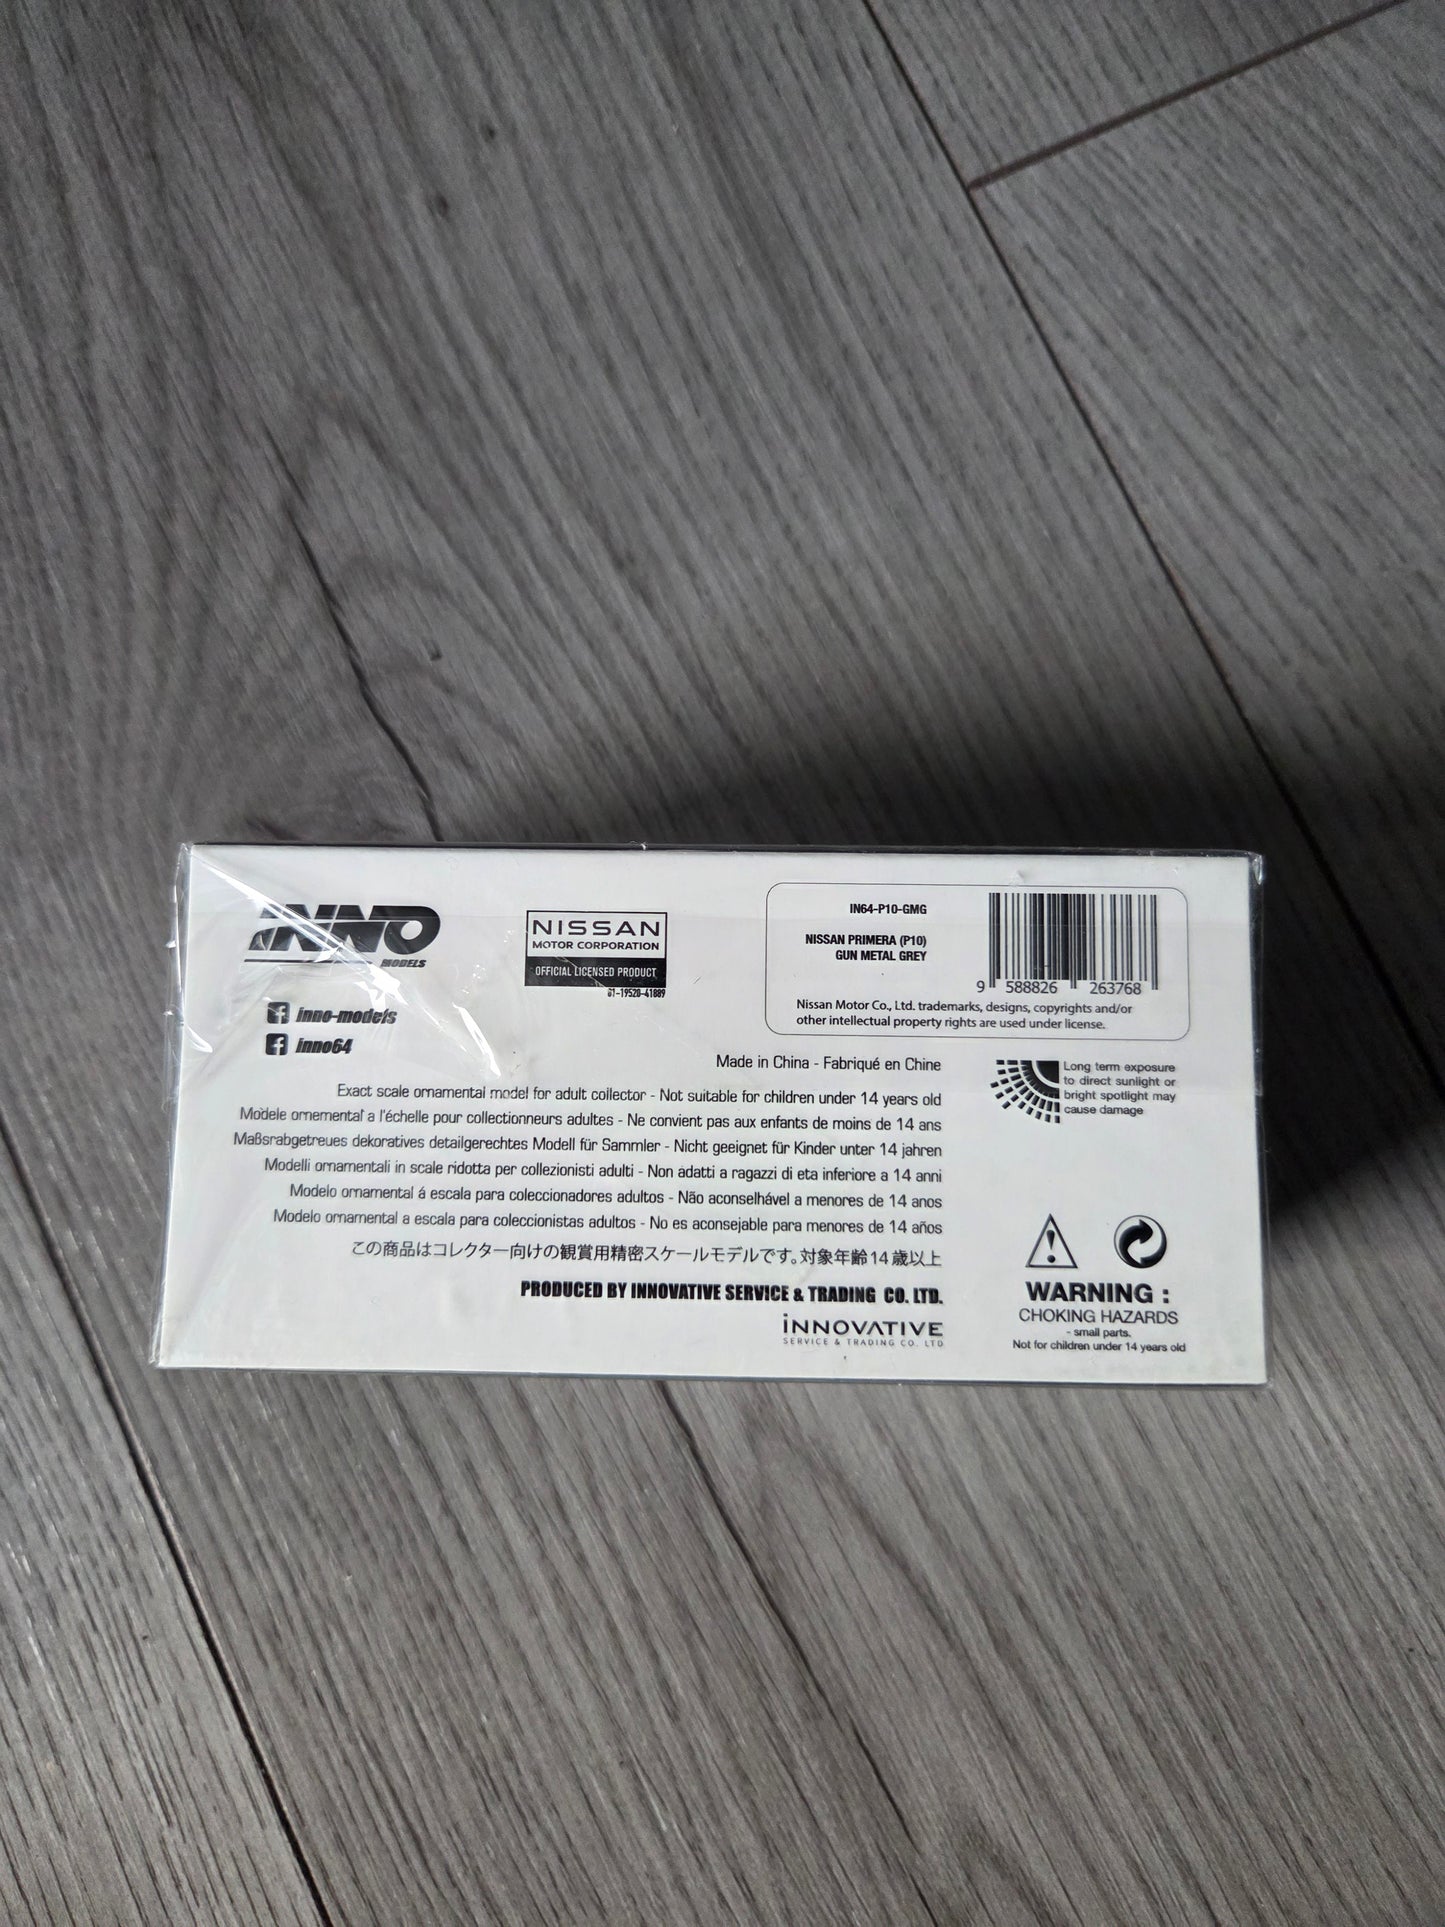 INNO
MODELS
inno-models
inno64
NISSAN
MOTOR CORPORATION
OFFICIAL LICENSED PRODUCT
61-19520-41889
IN64-P10-GMG
NISSAN PRIMERA (P10)
GUN METAL GREY
9 588826 263768
Nissan Motor Co., Ltd. trademarks, designs, copyrights and/or
other intellectual property rights are used under license.
Made in China - Fabriqué en Chine
Exact scale ornamental model for adult collector - Not suitable for children under 14 years old
Modele ornemental a l'échelle pour collectionneurs adultes - Ne convient pas aux enfants de moins de 14 ans
Maßsrabgetreues dekoratives detailgerechtes Modell für Sammler - Nicht geeignet für Kinder unter 14 jahren
Modelli ornamentali in scale ridotta per collezionisti adulti - Non adatti a ragazzi di eta inferiore a 14 anni
Modelo ornamental á escala para coleccionadores adultos - Não aconselhável a menores de 14 anos
Modelo ornamental a escala para coleccionistas adultos - No es aconsejable para menores de 14 años
この商品はコレクター向けの観賞用精密スケールモデルです。対象年齢14歳以上
PRODUCED BY INNOVATIVE SERVICE & TRADING CO. LTD.
INNOVATIVE
SERVICE & TRADING CO. LTD
Long term exposure
to direct sunlight or
bright spotlight may
cause damage
WARNING :
CHOKING HAZARDS
- small parts.
Not for children under 14 years old